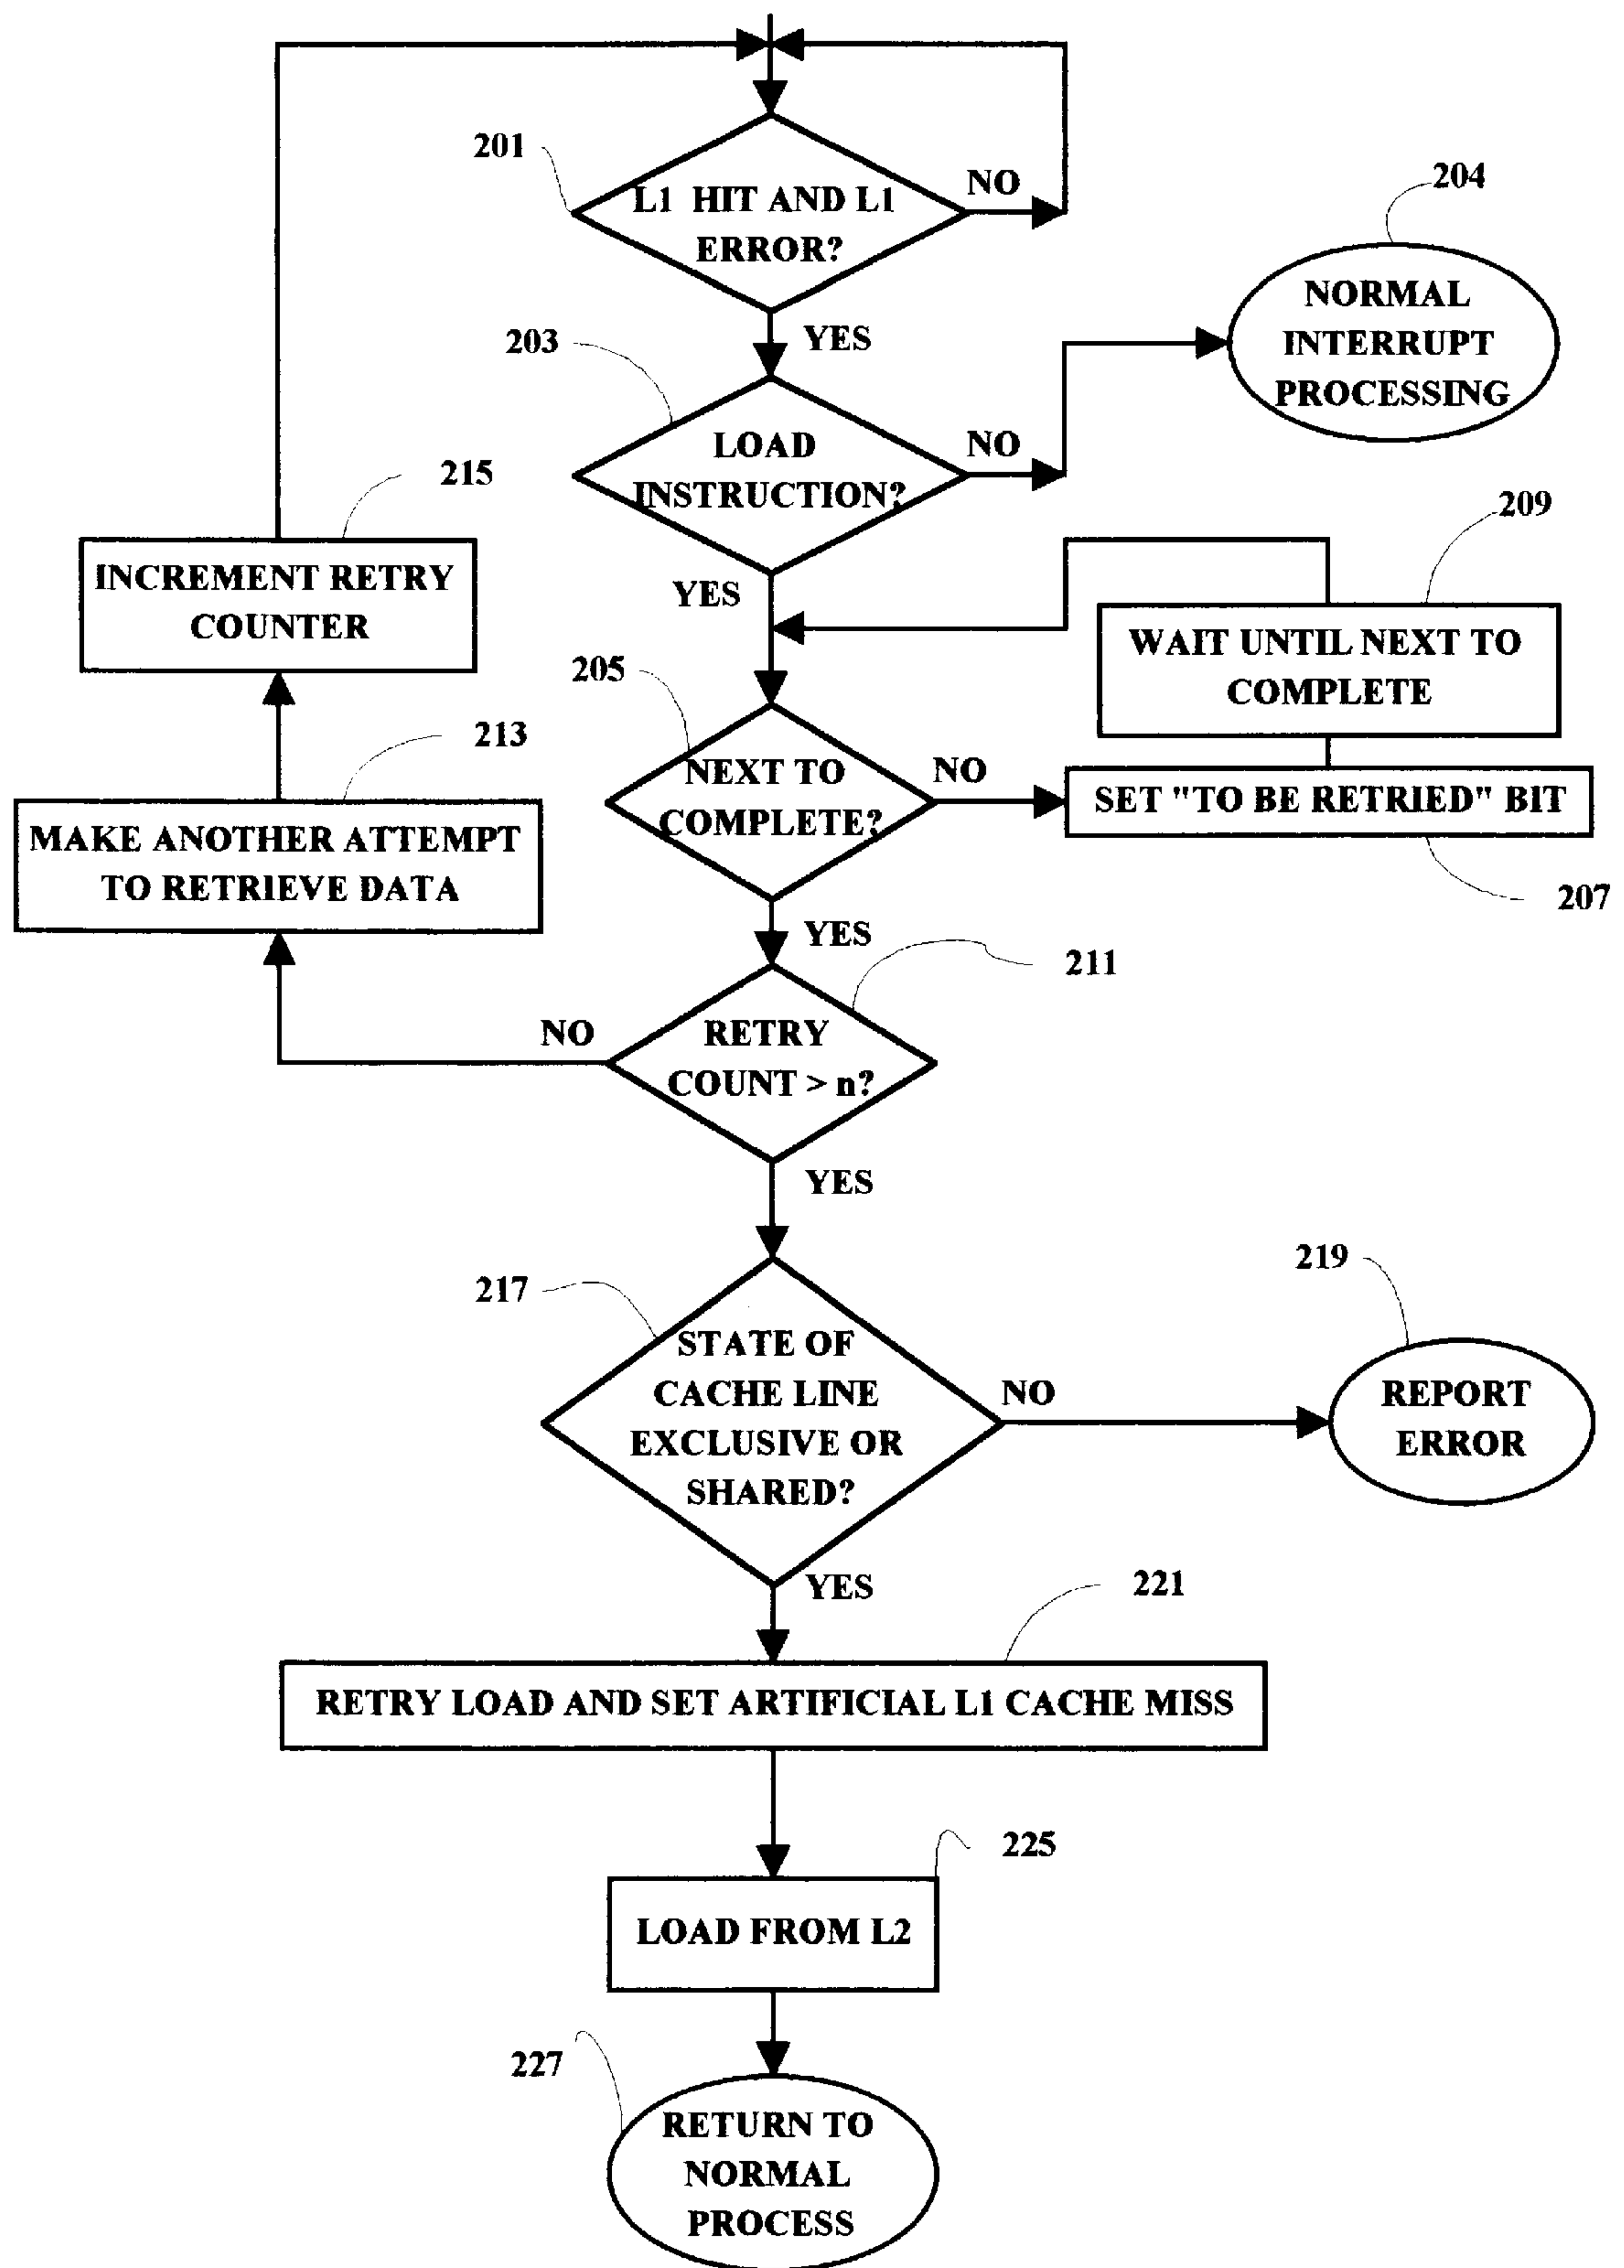 201
L1 HIT AND L1
ERROR?
NO
204
NORMAL
INTERRUPT
PROCESSING
YES
203
LOAD
INSTRUCTION?
NO
215
INCREMENT RETRY
COUNTER
YES
209
WAIT UNTIL NEXT TO
COMPLETE
205
NEXT TO
COMPLETE?
NO
SET "TO BE RETRIED" BIT
207
213
MAKE ANOTHER ATTEMPT
TO RETRIEVE DATA
YES
211
RETRY
COUNT > n?
NO
YES
217
STATE OF
CACHE LINE
EXCLUSIVE OR
SHARED?
NO
219
REPORT
ERROR
YES
221
RETRY LOAD AND SET ARTIFICIAL L1 CACHE MISS
225
LOAD FROM L2
227
RETURN TO
NORMAL
PROCESS